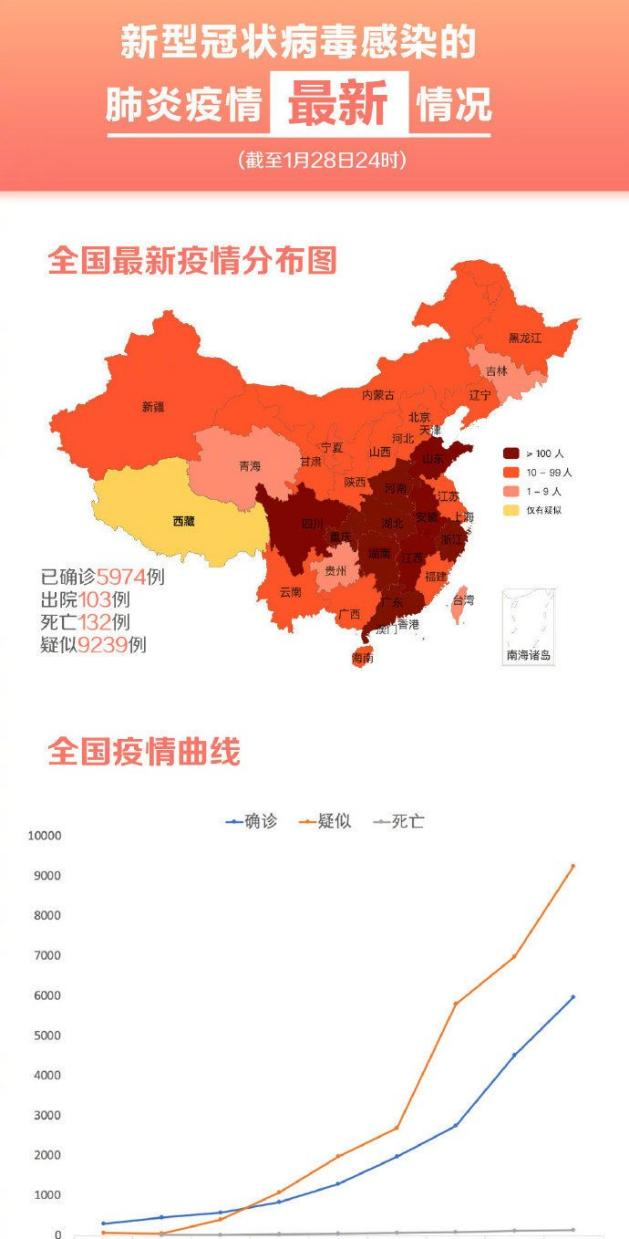 新型冠状病毒感染的
肺炎疫情 最新 情况
（截至1月28日24时）
全国最新疫情分布图
黑龙江
吉林
辽宁
内蒙古
新疆
北京
天津
河北
宁夏
山西
山东
青海
甘肃
陕西
河南
江苏
西藏
四川
重庆
湖北
安徽
上海
浙江
湖南
江西
贵州
福建
云南
广西
广东
台湾
澳门
香港
海南
南海诸岛
≥ 100 人
10 – 99 人
1 – 9 人
仅有疑似
已确诊5974例
出院103例
死亡132例
疑似9239例
全国疫情曲线
确诊 疑似 死亡
10000
9000
8000
7000
6000
5000
4000
3000
2000
1000
0